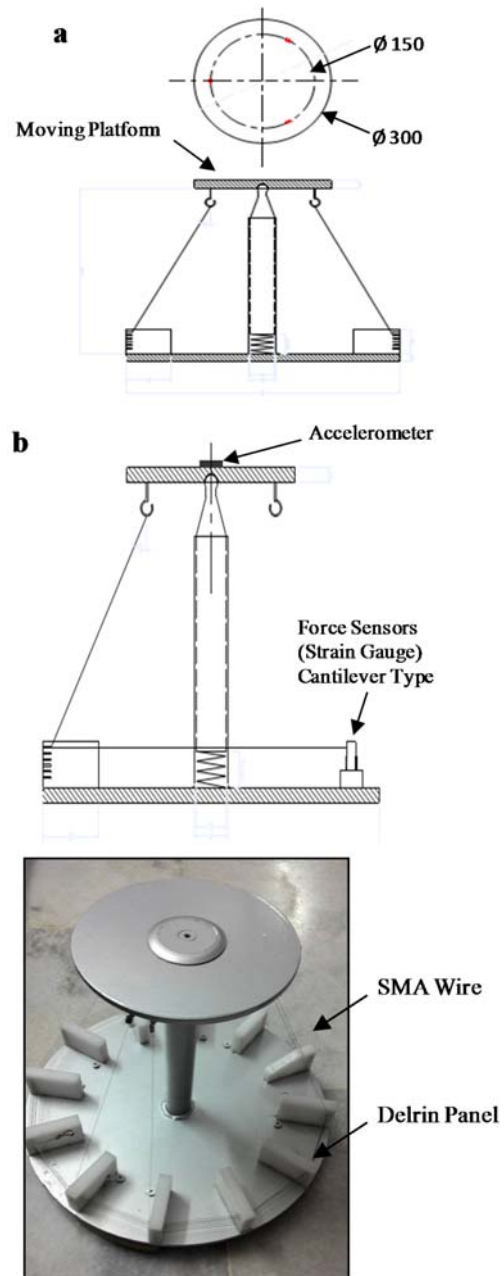 a
Ø 150
Ø 300
Moving Platform
b
Accelerometer
Force Sensors
(Strain Gauge)
Cantilever Type
SMA Wire
Delrin Panel